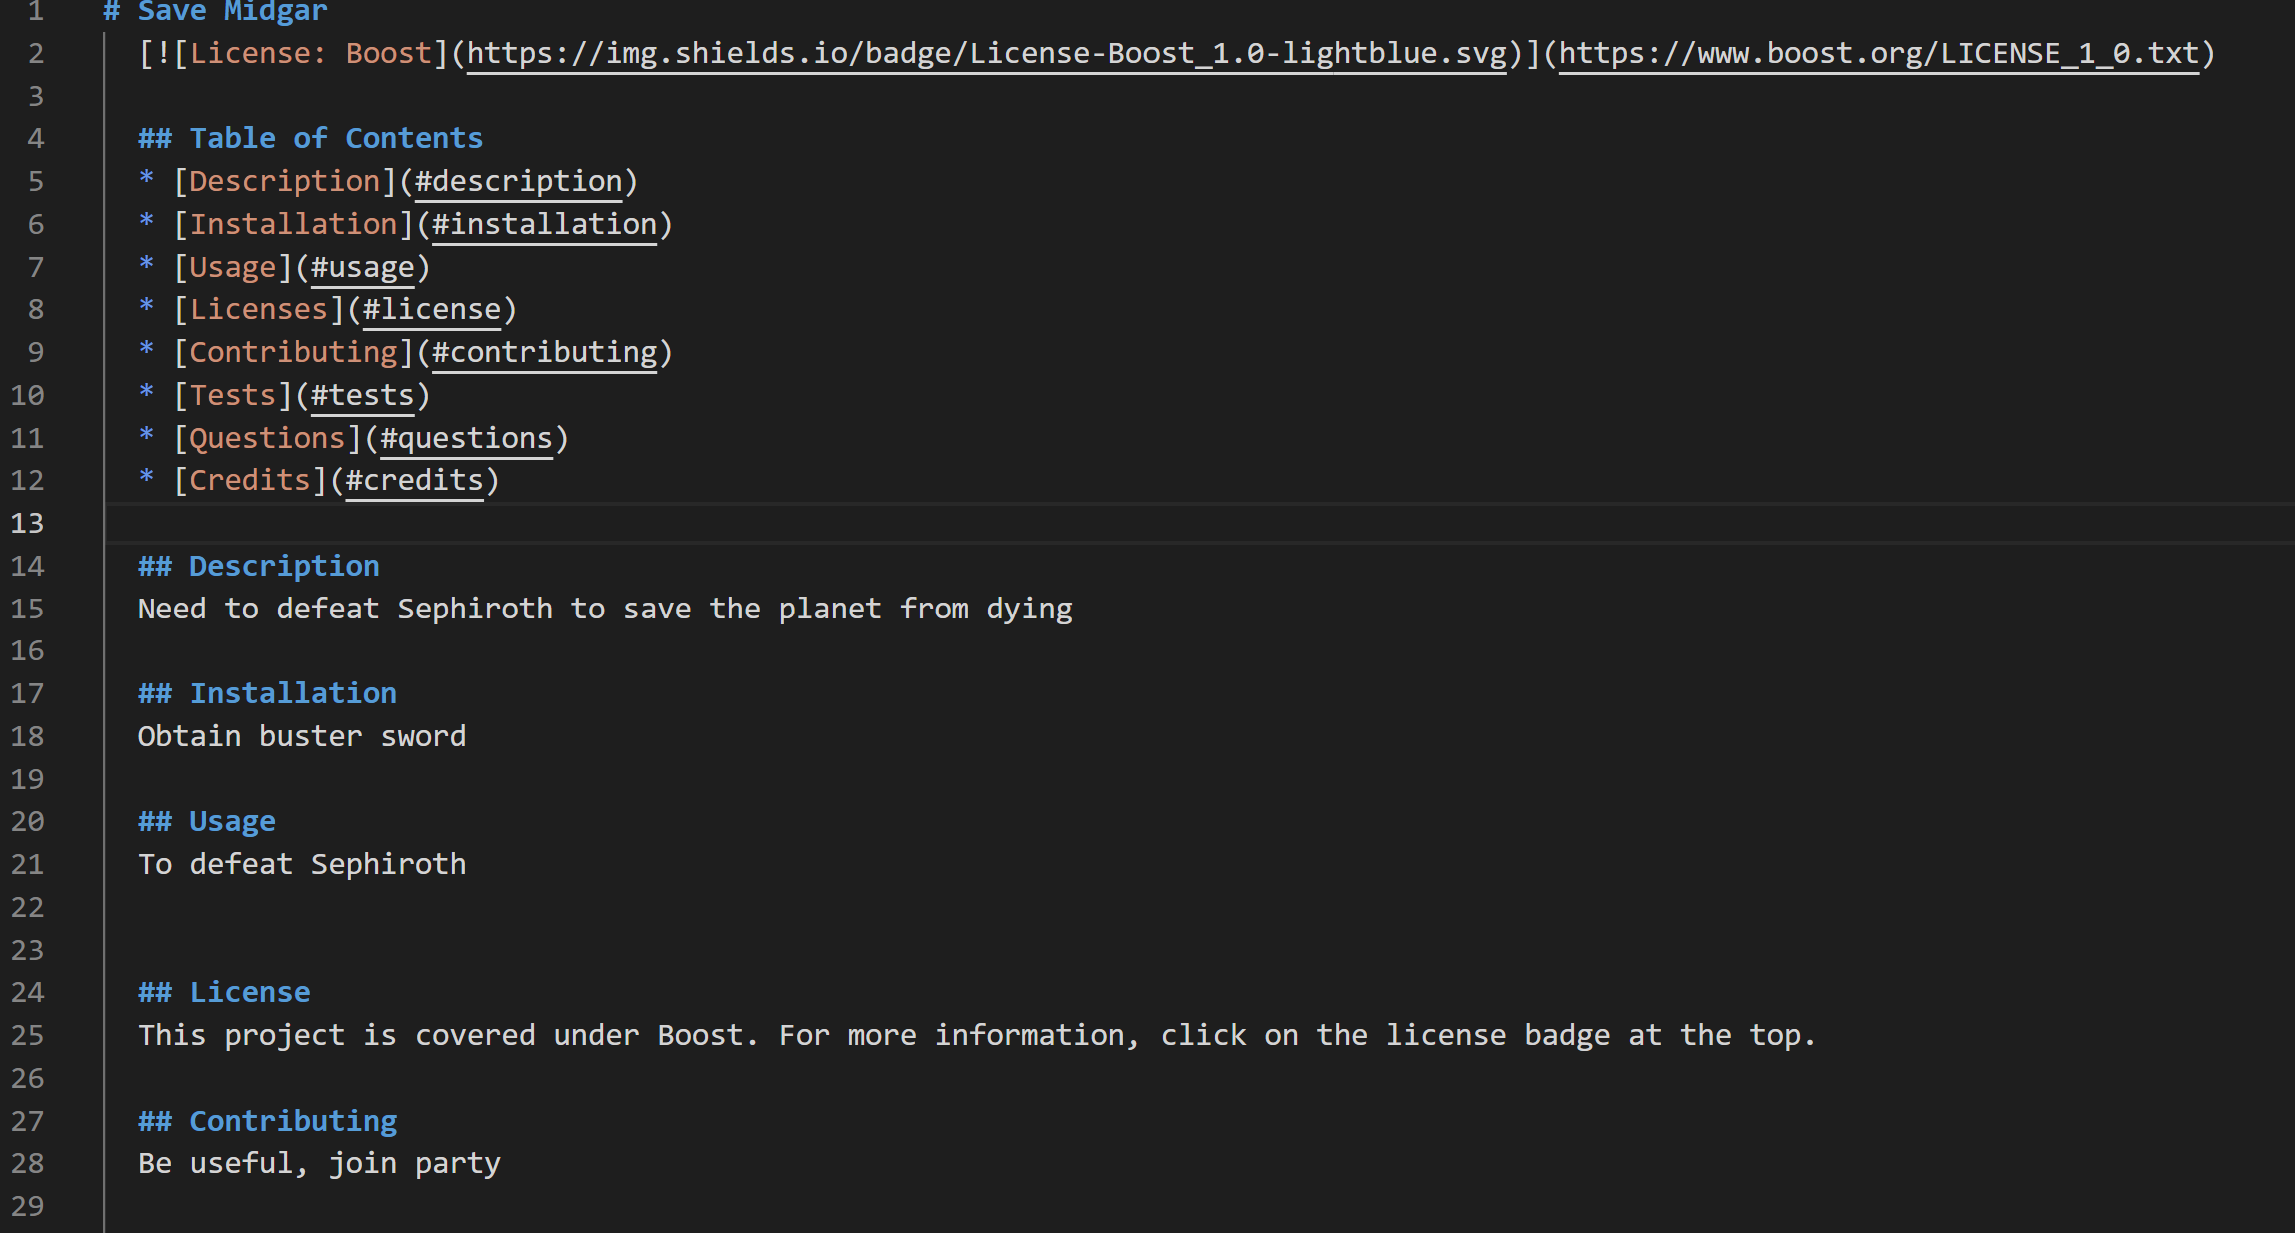 1 # Save Midgar
2 [![License: Boost](https://img.shields.io/badge/License-Boost_1.0-lightblue.svg)](https://www.boost.org/LICENSE_1_0.txt)
3
4 ## Table of Contents
5 * [Description](#description)
6 * [Installation](#installation)
7 * [Usage](#usage)
8 * [Licenses](#license)
9 * [Contributing](#contributing)
10 * [Tests](#tests)
11 * [Questions](#questions)
12 * [Credits](#credits)
13
14 ## Description
15 Need to defeat Sephiroth to save the planet from dying
16
17 ## Installation
18 Obtain buster sword
19
20 ## Usage
21 To defeat Sephiroth
22
23
24 ## License
25 This project is covered under Boost. For more information, click on the license badge at the top.
26
27 ## Contributing
28 Be useful, join party
29